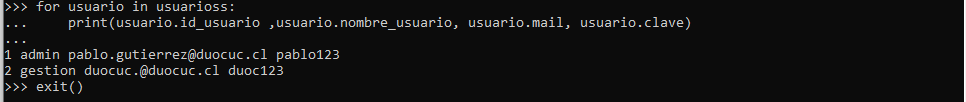 >>> for usuario in usuarioss:
...     print(usuario.id_usuario ,usuario.nombre_usuario, usuario.mail, usuario.clave)
...
1 admin pablo.gutierrez@duocuc.cl pablo123
2 gestion duocuc.@duocuc.cl duoc123
>>> exit()